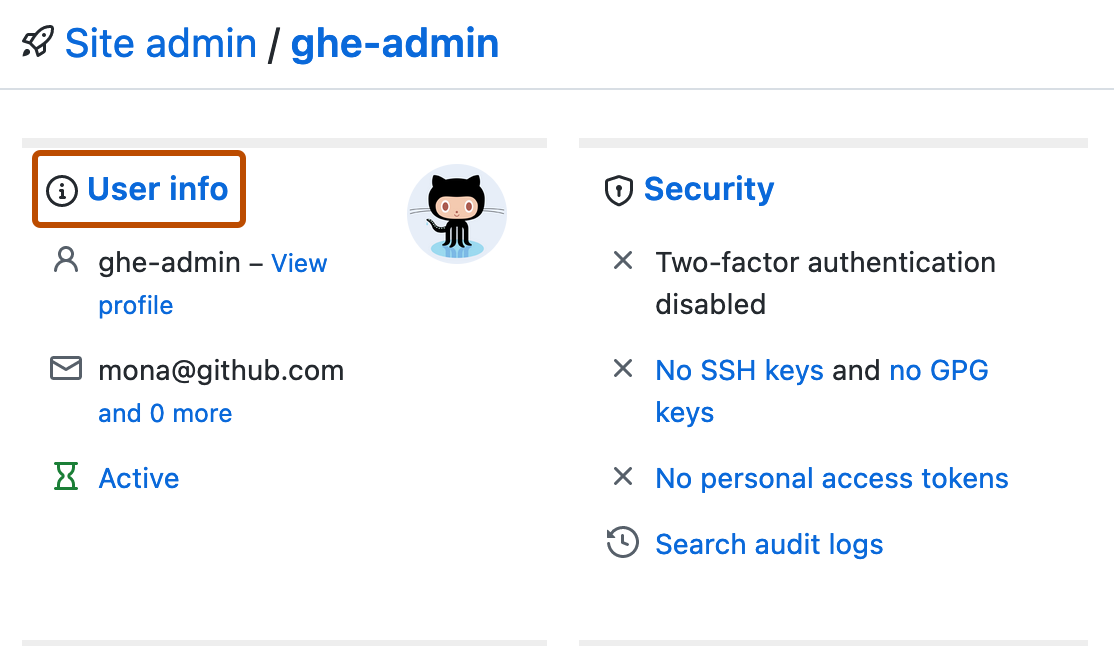 Site admin / ghe-admin
User info
ghe-admin – View
profile
mona@github.com
and 0 more
Active
Security
Two-factor authentication
disabled
No SSH keys and no GPG
keys
No personal access tokens
Search audit logs